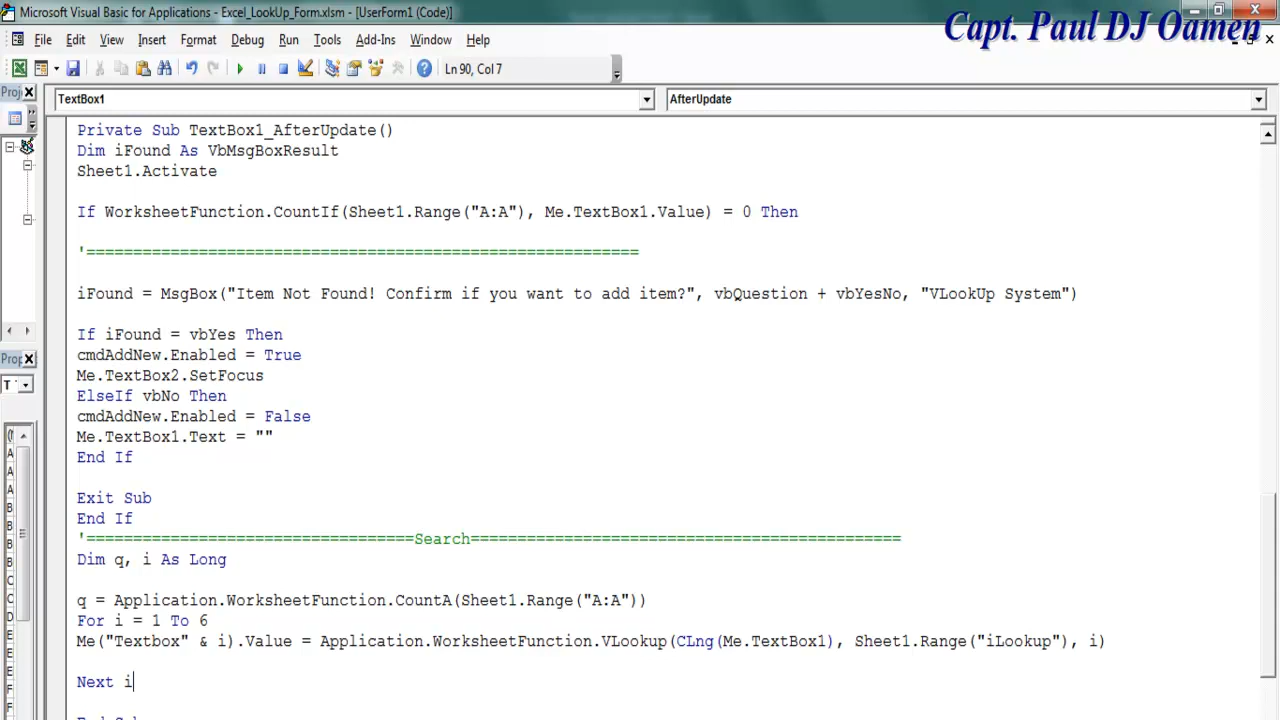 Microsoft Visual Basic for Applications - Excel_LookUp_Form.xlsm - [UserForm1 (Code)]
Capt. Paul DJ Oamen
File Edit View Insert Format Debug Run Tools Add-Ins Window Help
Ln 90, Col 7
Proj
TextBox1
AfterUpdate
Private Sub TextBox1_AfterUpdate()
Dim iFound As VbMsgBoxResult
Sheet1.Activate
If WorksheetFunction.CountIf(Sheet1.Range("A:A"), Me.TextBox1.Value) = 0 Then
'============================================================
iFound = MsgBox("Item Not Found! Confirm if you want to add item?", vbQuestion + vbYesNo, "VLookUp System")
If iFound = vbYes Then
cmdAddNew.Enabled = True
Prop
Me.TextBox2.SetFocus
T
ElseIf vbNo Then
cmdAddNew.Enabled = False
Me.TextBox1.Text = ""
End If
Exit Sub
End If
'===================================Search==============================================
Dim q, i As Long
q = Application.WorksheetFunction.CountA(Sheet1.Range("A:A"))
For i = 1 To 6
Me("Textbox" & i).Value = Application.WorksheetFunction.VLookup(CLng(Me.TextBox1), Sheet1.Range("iLookup"), i)
Next i
(
A
A
A
B
B
B
B
C
C
D
E
E
E
F
F